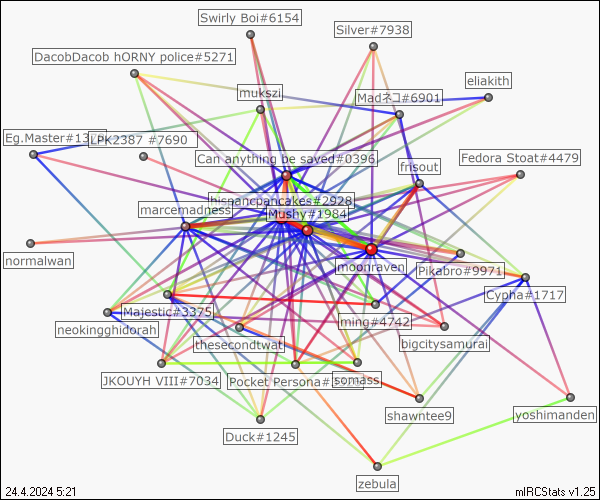 Swirly Boi#6154
Silver#7938
DacobDacob hORNY police#5271
eliakith
mukszi
Madネコ#6901
Eg.Master#13
LPK2387 #7690
Can anything be saved#0396
frisout
Fedora Stoat#4479
hispancpancakes#2928
marcemadness
Mushy#1984
normalwan
moonraven
Pikabro#9971
Cypha#1717
Majestic#3375
ming#4742
neokingghidorah
thesecondtwat
bigcitysamurai
JKOUYH VIII#7034
Pocket Persona#
somass
shawntee9
yoshimanden
Duck#1245
zebula
24.4.2024 5:21
mIRCStats v1.25